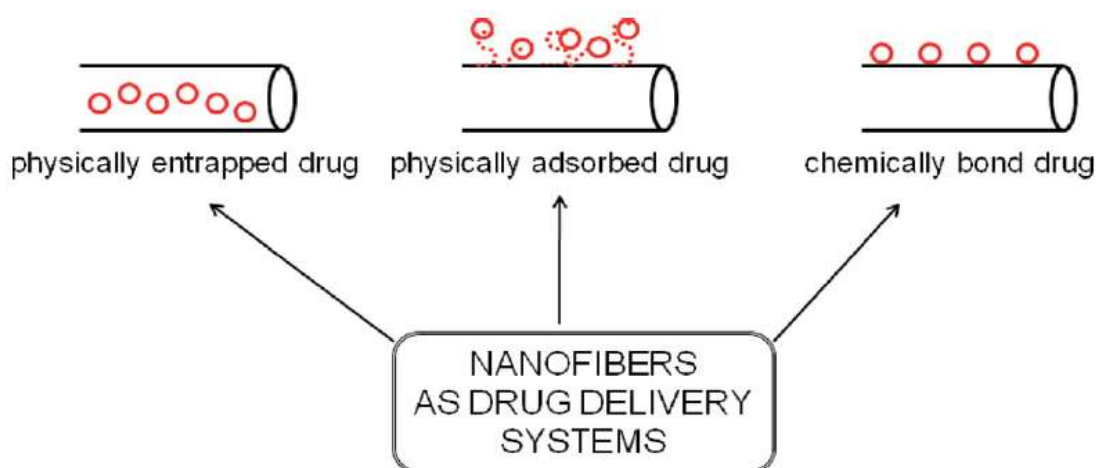 physically entrapped drug
physically adsorbed drug
chemically bond drug
NANOFIBERS
AS DRUG DELIVERY
SYSTEMS